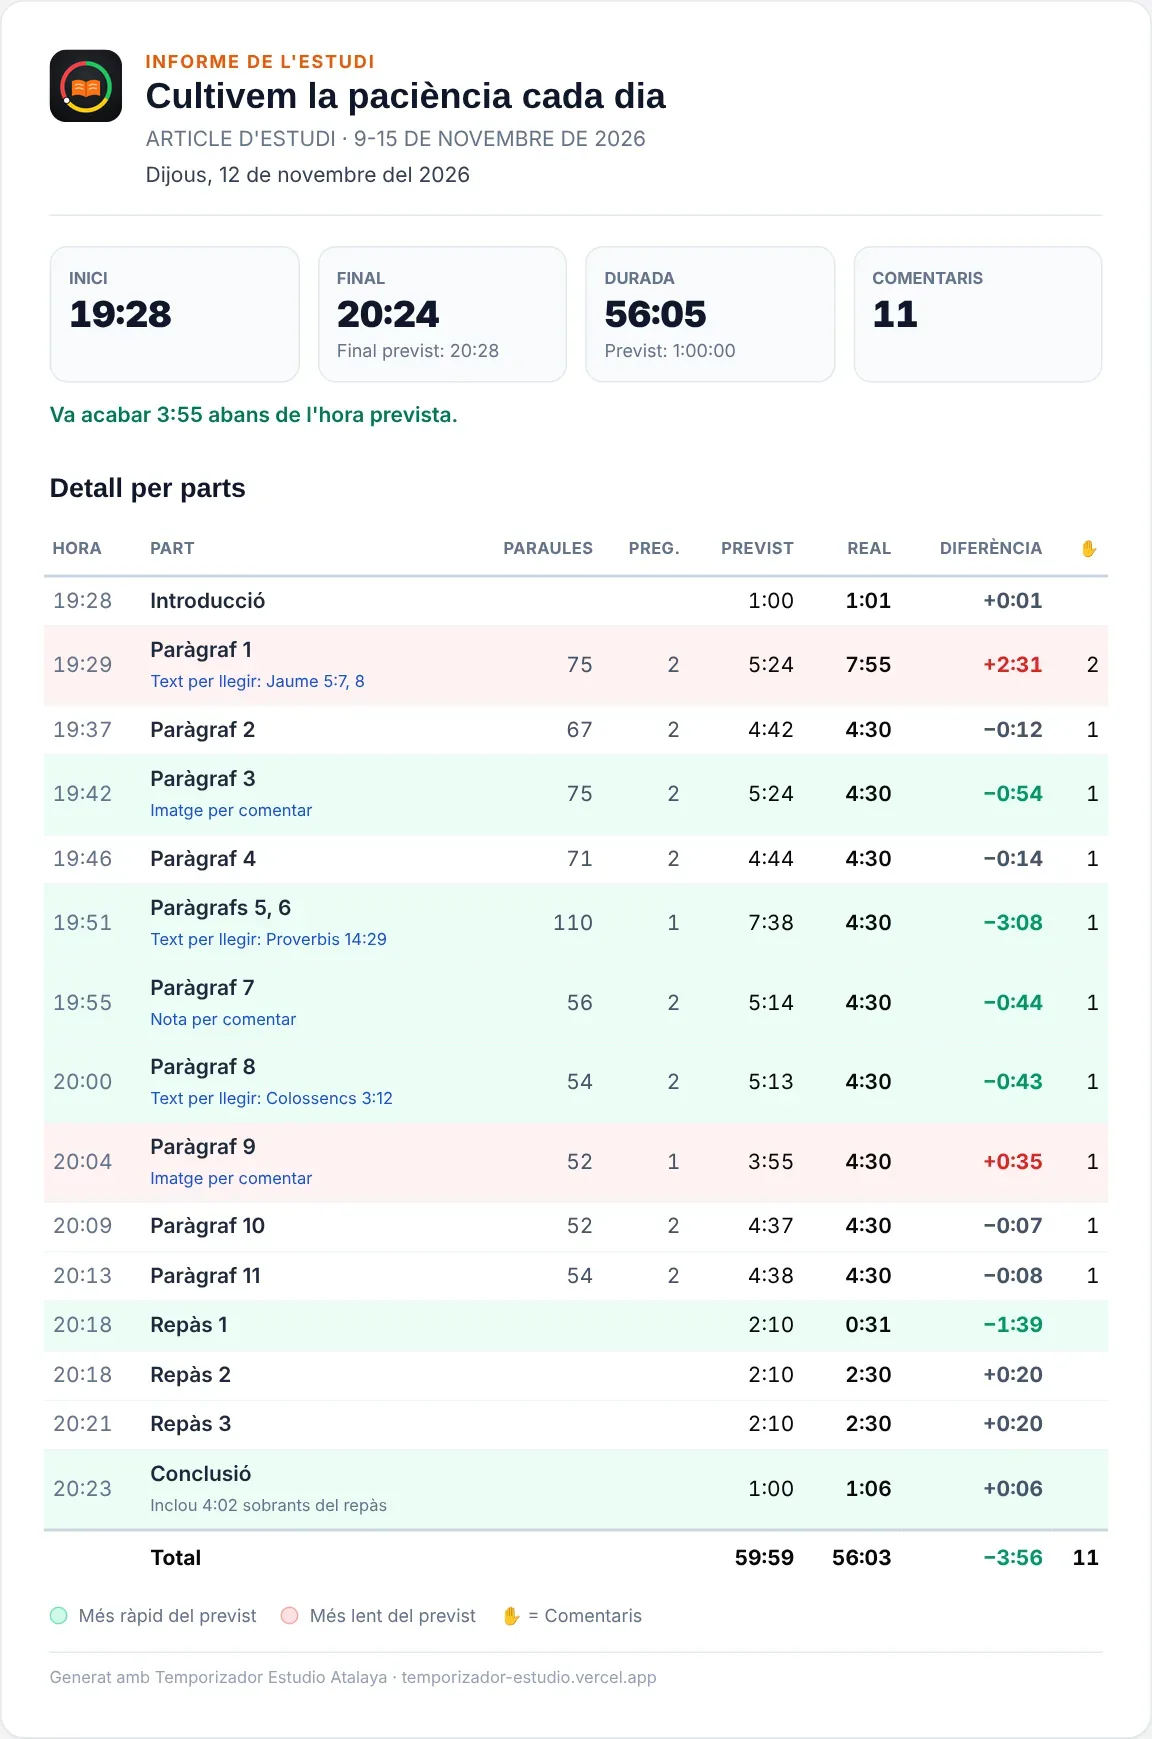 INFORME DE L'ESTUDI
Cultivem la paciència cada dia
ARTICLE D'ESTUDI · 9-15 DE NOVEMBRE DE 2026
Dijous, 12 de novembre del 2026
INICI
19:28
FINAL
20:24
Final previst: 20:28
DURADA
56:05
Previst: 1:00:00
COMENTARIS
11
Va acabar 3:55 abans de l'hora prevista.
Detall per parts
HORA PART PARAULES PREG. PREVIST REAL DIFERÈNCIA ✋
19:28 Introducció 1:00 1:01 +0:01
19:29 Paràgraf 1 75 2 5:24 7:55 +2:31 2
Text per llegir: Jaume 5:7, 8
19:37 Paràgraf 2 67 2 4:42 4:30 −0:12 1
19:42 Paràgraf 3 75 2 5:24 4:30 −0:54 1
Imatge per comentar
19:46 Paràgraf 4 71 2 4:44 4:30 −0:14 1
19:51 Paràgrafs 5, 6 110 1 7:38 4:30 −3:08 1
Text per llegir: Proverbis 14:29
19:55 Paràgraf 7 56 2 5:14 4:30 −0:44 1
Nota per comentar
20:00 Paràgraf 8 54 2 5:13 4:30 −0:43 1
Text per llegir: Colossencs 3:12
20:04 Paràgraf 9 52 1 3:55 4:30 +0:35 1
Imatge per comentar
20:09 Paràgraf 10 52 2 4:37 4:30 −0:07 1
20:13 Paràgraf 11 54 2 4:38 4:30 −0:08 1
20:18 Repàs 1 2:10 0:31 −1:39
20:18 Repàs 2 2:10 2:30 +0:20
20:21 Repàs 3 2:10 2:30 +0:20
20:23 Conclusió 1:00 1:06 +0:06
Inclou 4:02 sobrants del repàs
Total 59:59 56:03 −3:56 11
Més ràpid del previst Més lent del previst ✋ = Comentaris
Generat amb Temporizador Estudio Atalaya · temporizador-estudio.vercel.app